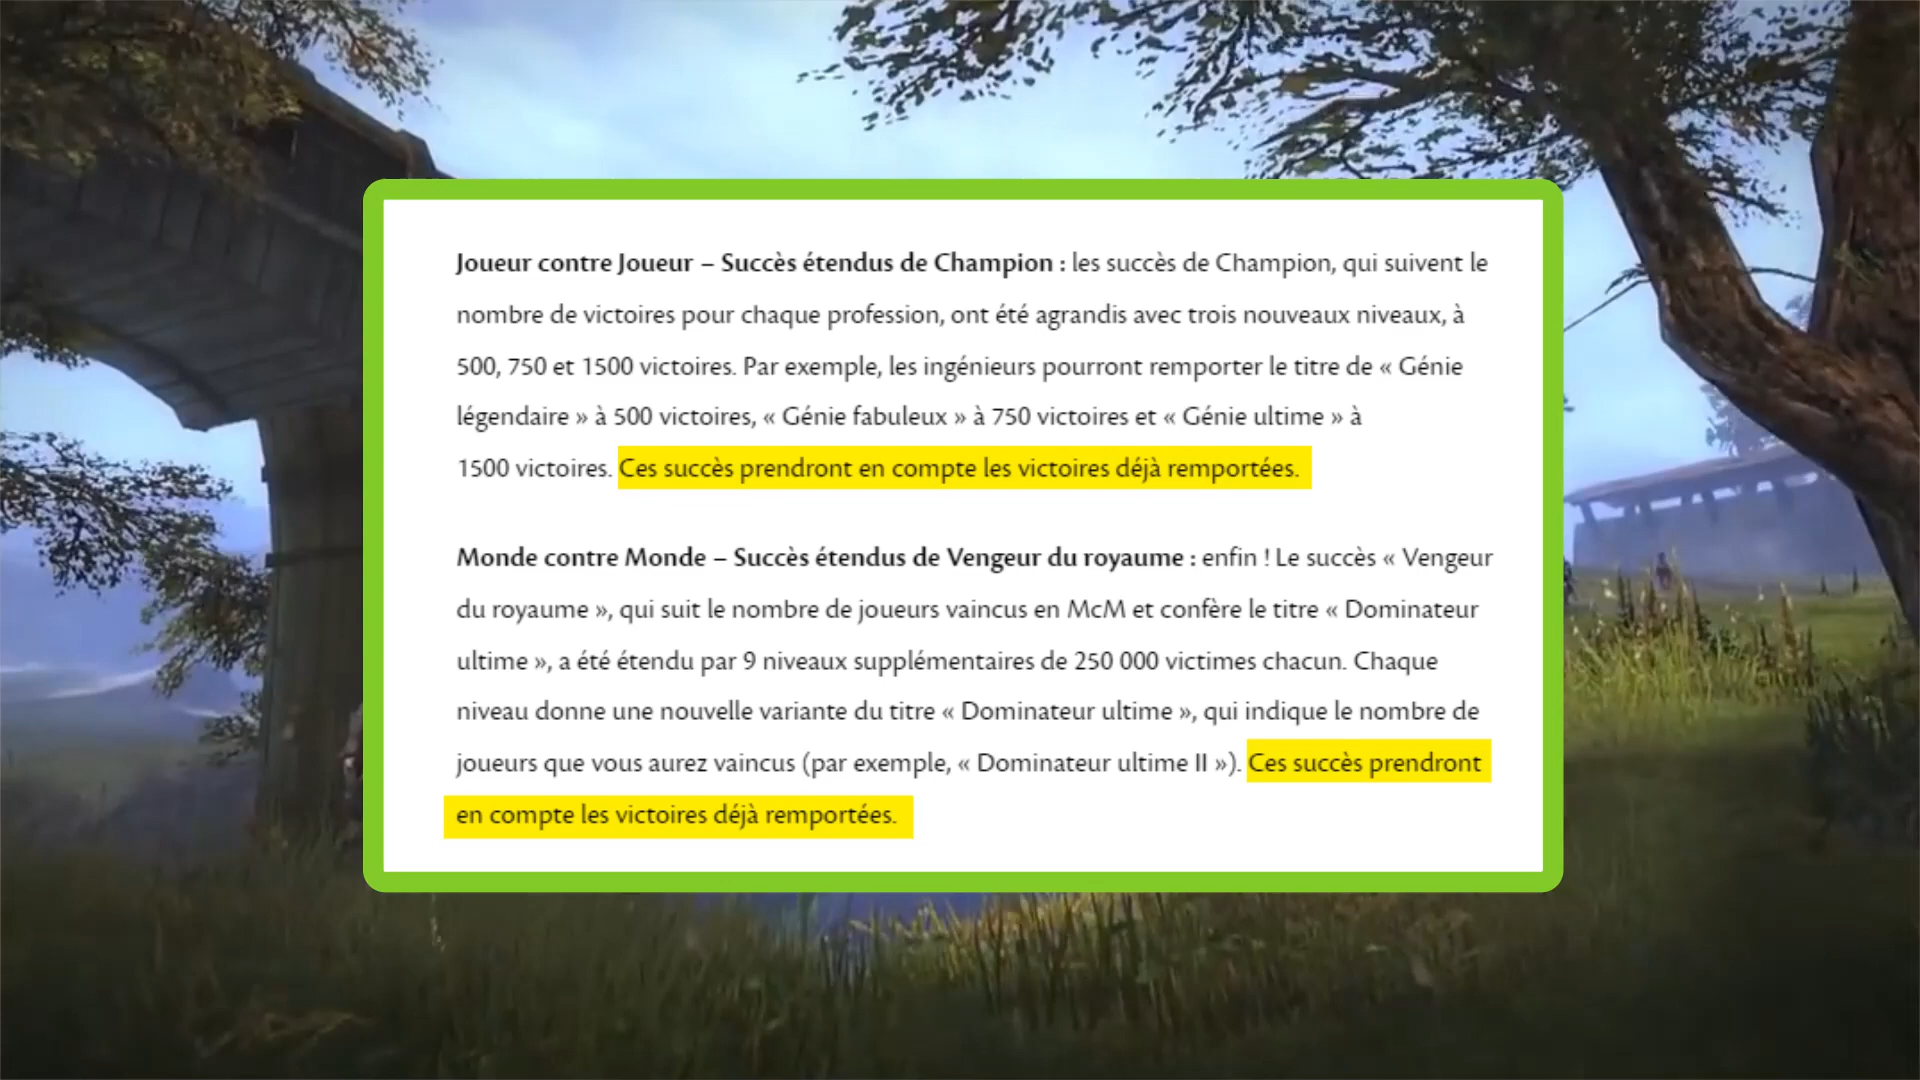 Joueur contre Joueur – Succès étendus de Champion : les succès de Champion, qui suivent le
nombre de victoires pour chaque profession, ont été agrandis avec trois nouveaux niveaux, à
500, 750 et 1500 victoires. Par exemple, les ingénieurs pourront remporter le titre de « Génie
légendaire » à 500 victoires, « Génie fabuleux » à 750 victoires et « Génie ultime » à
1500 victoires. Ces succès prendront en compte les victoires déjà remportées.
Monde contre Monde – Succès étendus de Vengeur du royaume : enfin ! Le succès « Vengeur
du royaume », qui suit le nombre de joueurs vaincus en McM et confère le titre « Dominateur
ultime », a été étendu par 9 niveaux supplémentaires de 250 000 victimes chacun. Chaque
niveau donne une nouvelle variante du titre « Dominateur ultime », qui indique le nombre de
joueurs que vous aurez vaincus (par exemple, « Dominateur ultime II »). Ces succès prendront
en compte les victoires déjà remportées.